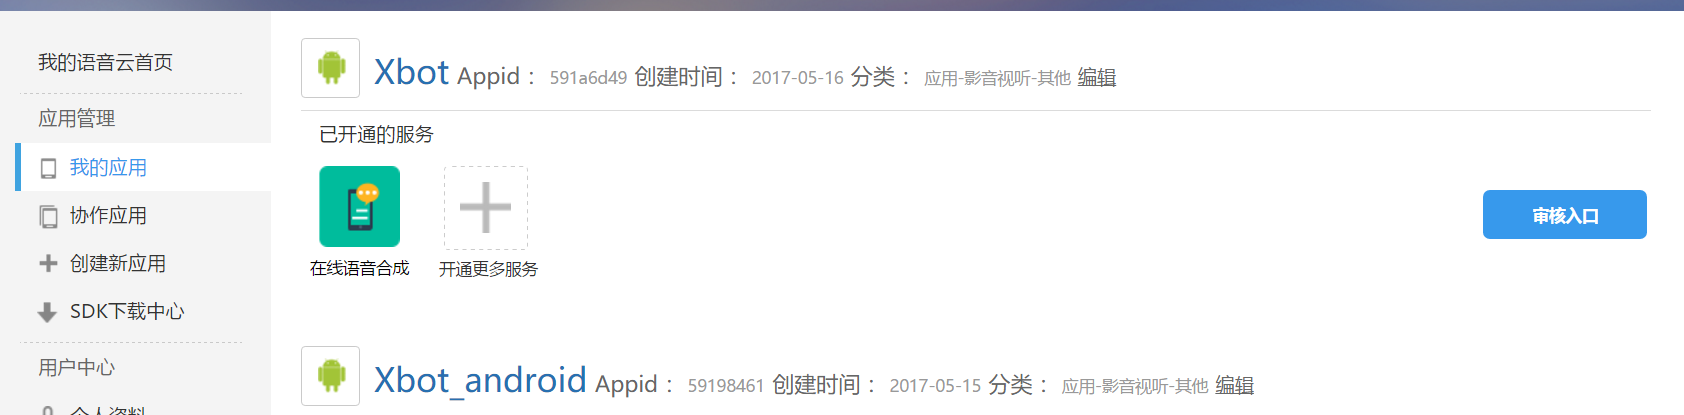 我的语音云首页
应用管理
我的应用
协作应用
创建新应用
SDK下载中心
用户中心
个人资料
Xbot Appid： 591a6d49 创建时间： 2017-05-16 分类： 应用-影音视听-其他 编辑
已开通的服务
在线语音合成
开通更多服务
审核入口
Xbot_android Appid： 59198461 创建时间： 2017-05-15 分类： 应用-影音视听-其他 编辑